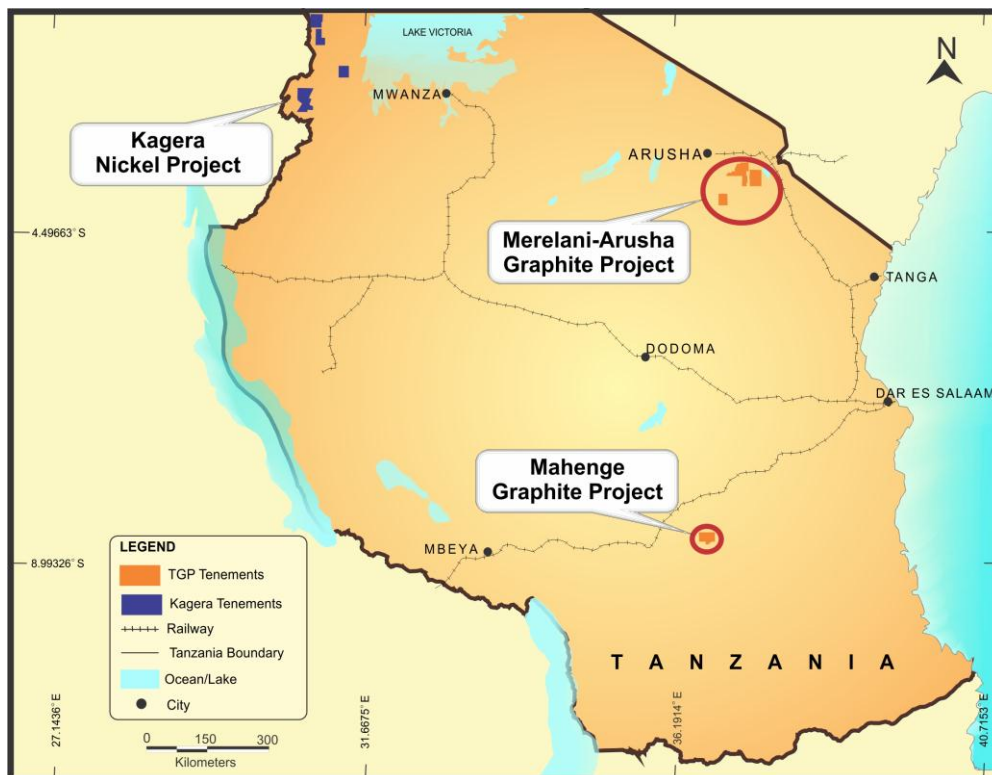 LAKE VICTORIA
N
MWANZA
Kagera
Nickel Project
ARUSHA
4.49663° S
Merelani-Arusha
Graphite Project
TANGA
DODOMA
DAR ES SALAAM
Mahenge
Graphite Project
MBEYA
8.99326° S
LEGEND
TGP Tenements
Kagera Tenements
Railway
Tanzania Boundary
Ocean/Lake
City
TANZANIA
27.1436° E
31.6675° E
36.1914° E
40.7153° E
0 150 300
Kilometers